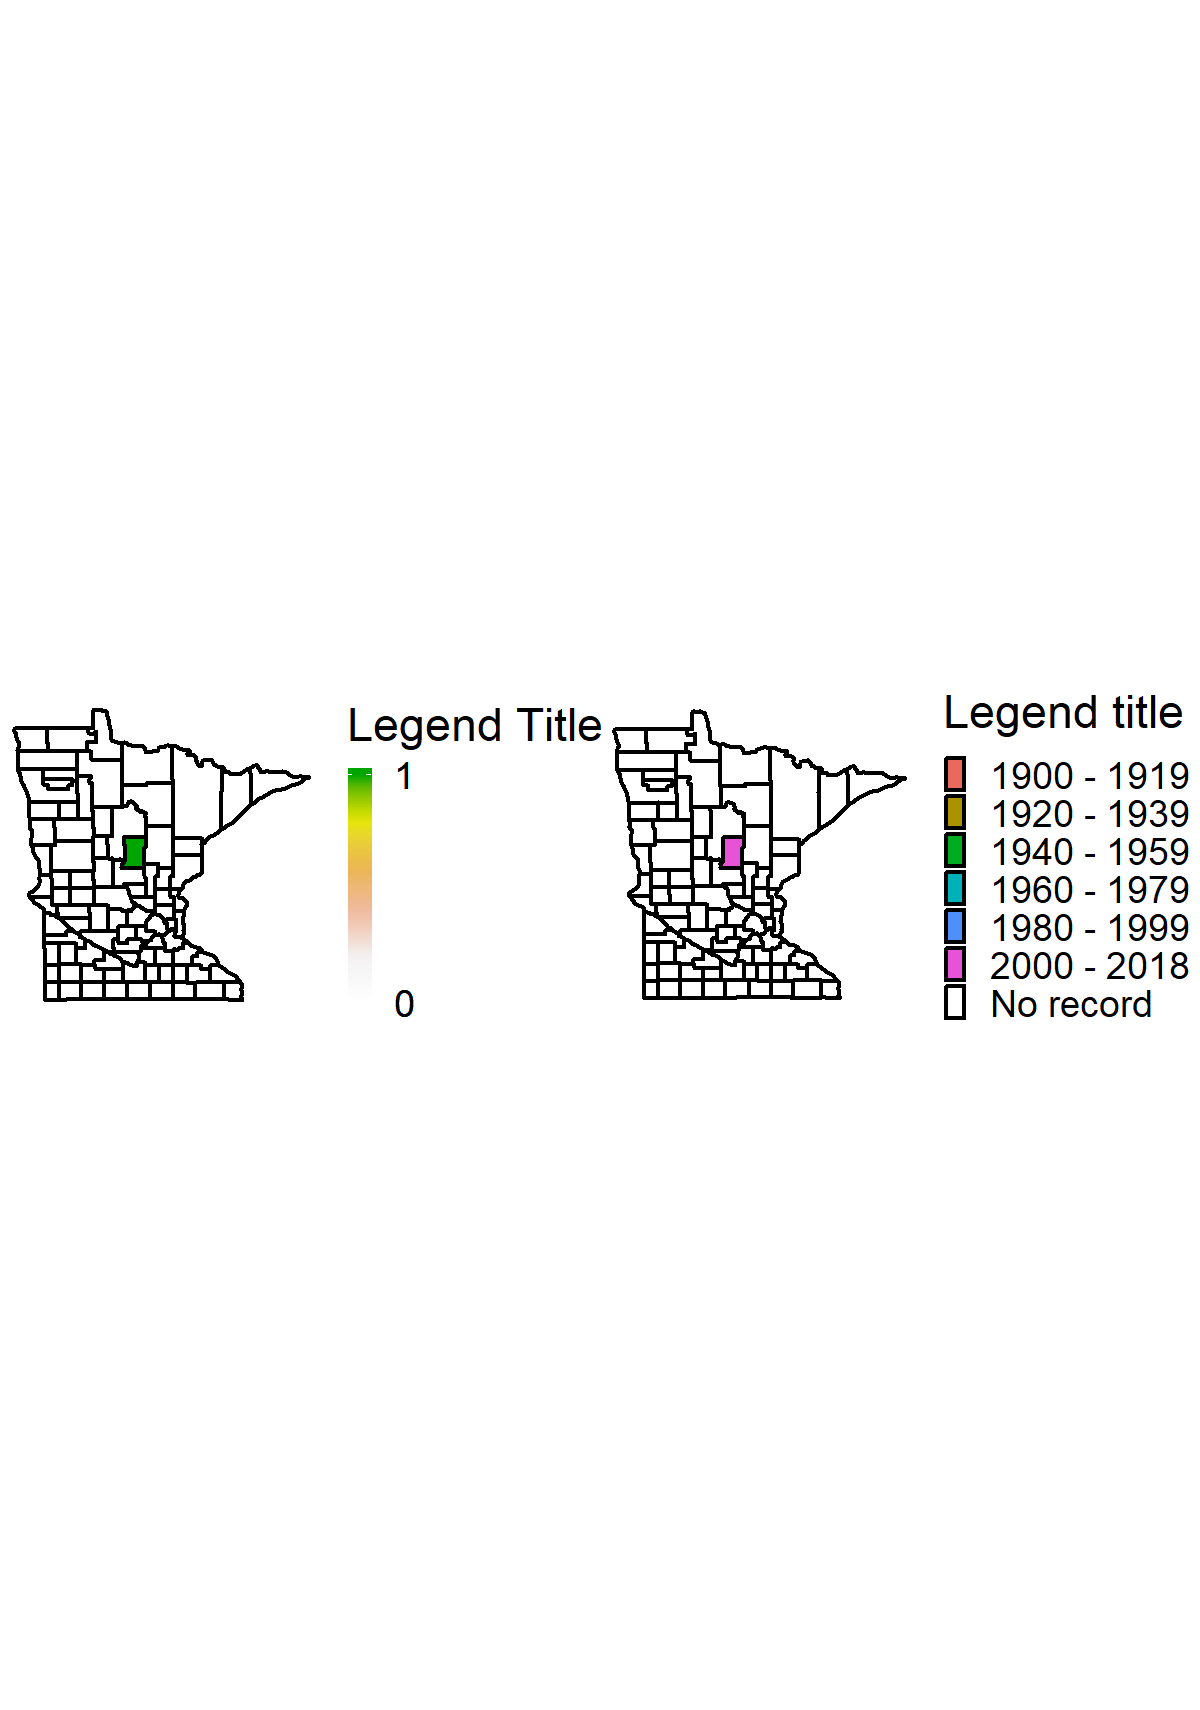 Legend Title
1
0
Legend title
1900 - 1919
1920 - 1939
1940 - 1959
1960 - 1979
1980 - 1999
2000 - 2018
No record